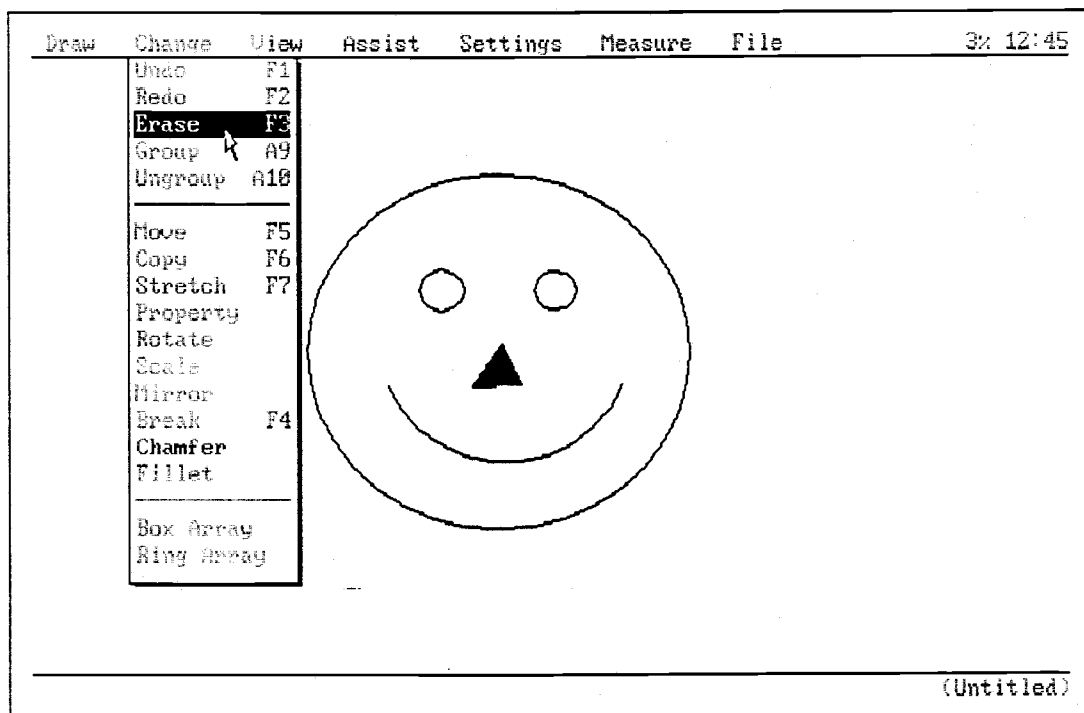 Draw Change View Assist Settings Measure File 3% 12:45
Undo F1
Redo F2
Erase F3
Group A9
Ungroup A10
Move F5
Copy F6
Stretch F7
Property
Rotate
Scale
Mirror
Break F4
Chamfer
Fillet
Box Array
Ring Array
(Untitled)